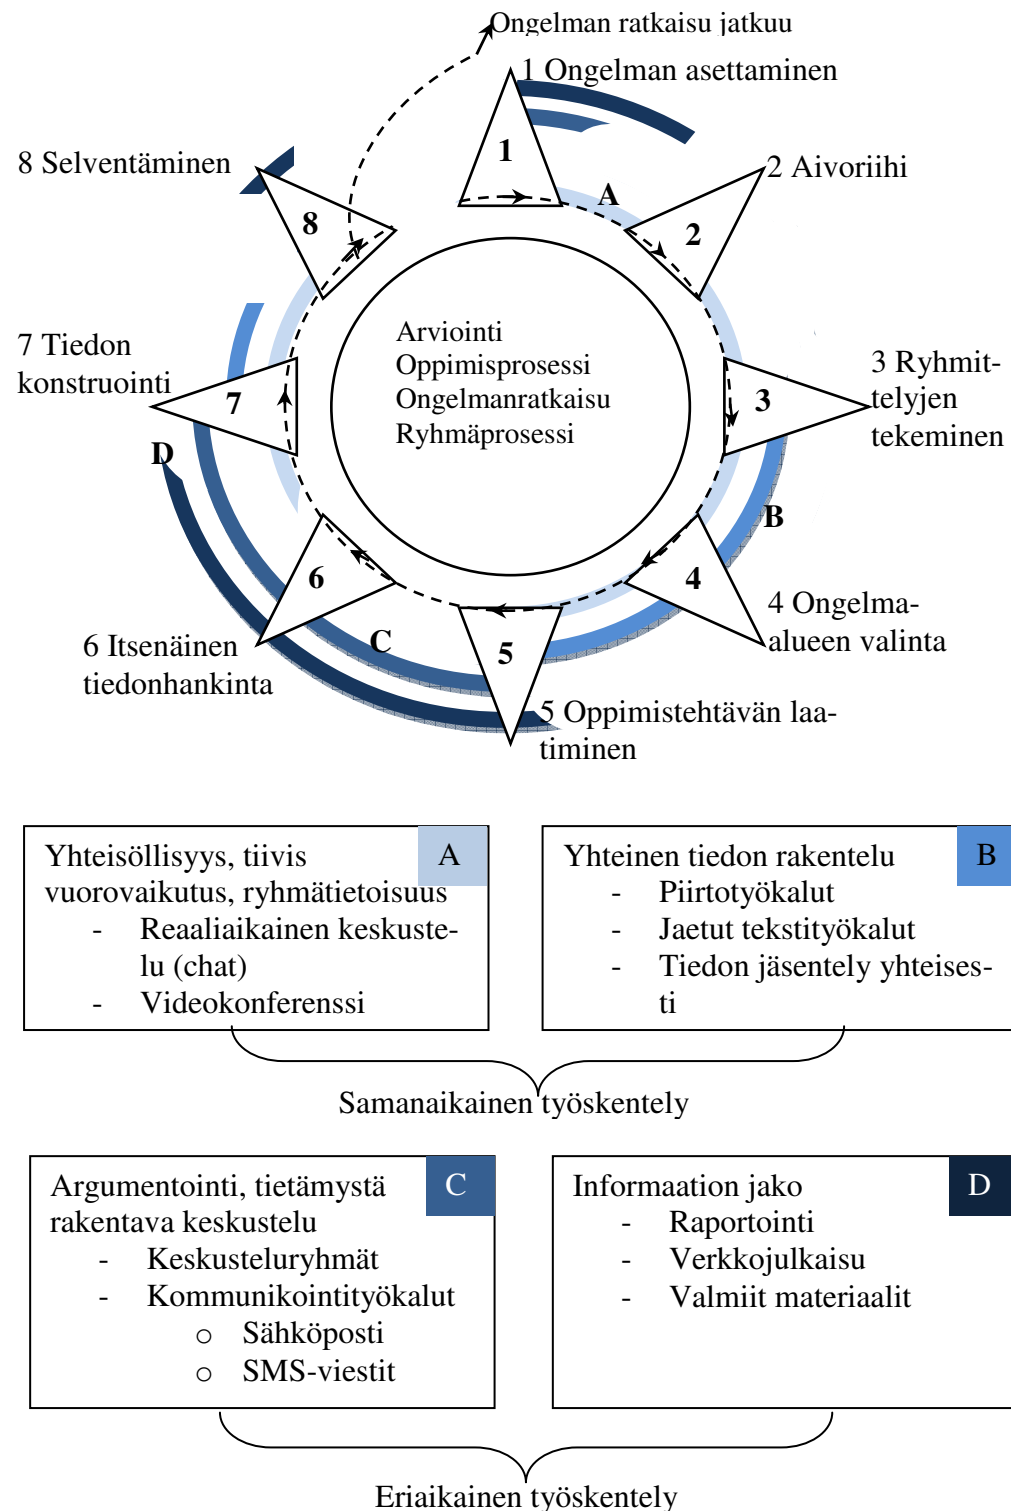 Ongelman ratkaisu jatkuu
1 Ongelman asettaminen
1
8 Selventäminen
2 Aivoriihi
A
8
2
Arviointi
Oppimisprosessi
Ongelmanratkaisu
Ryhmäprosessi
7 Tiedon
konstruointi
7
3
3 Ryhmit-
telyjen
tekeminen
D
B
6
4
4 Ongelma-
alueen valinta
C
5
6 Itsenäinen
tiedonhankinta
5 Oppimistehtävän laa-
timinen
Yhteisöllisyys, tiivis
vuorovaikutus, ryhmätietoisuus
- Reaaliaikainen keskuste-
lu (chat)
- Videokonferenssi
A
Yhteinen tiedon rakentelu
- Piirtotyökalut
- Jaetut tekstityökalut
- Tiedon jäsentely yhteises-
ti
B
Samanaikainen työskentely
Argumentointi, tietämystä
rakentava keskustelu
- Keskusteluryhmät
- Kommunikointityökalut
o Sähköposti
o SMS-viestit
C
Informaation jako
- Raportointi
- Verkkojulkaisu
- Valmiit materiaalit
D
Eriaikainen työskentely